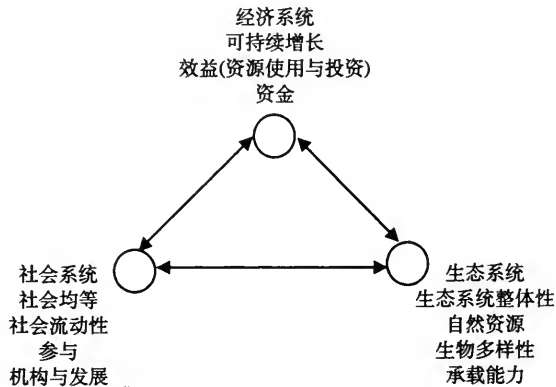 经济系统
可持续增长
效益(资源使用与投资)
资金
社会系统
社会均等
社会流动性
参与
机构与发展
生态系统
生态系统整体性
自然资源
生物多样性
承载能力